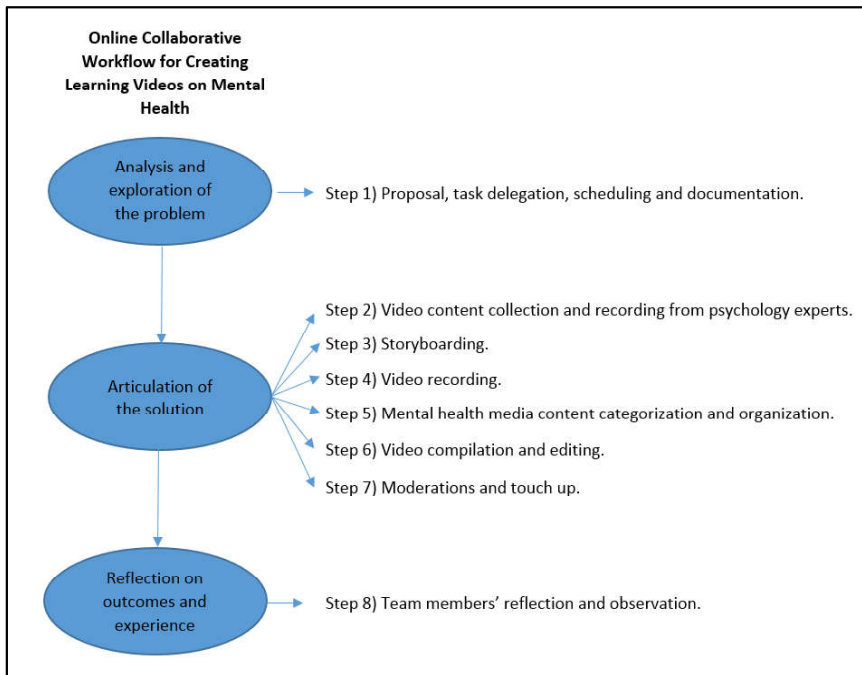 Online Collaborative
Workflow for Creating
Learning Videos on Mental
Health
Analysis and
exploration of
the problem
Step 1) Proposal, task delegation, scheduling and documentation.
Step 2) Video content collection and recording from psychology experts.
Step 3) Storyboarding.
Articulation of
the solution
Step 4) Video recording.
Step 5) Mental health media content categorization and organization.
Step 6) Video compilation and editing.
Step 7) Moderations and touch up.
Reflection on
outcomes and
experience
Step 8) Team members’ reflection and observation.